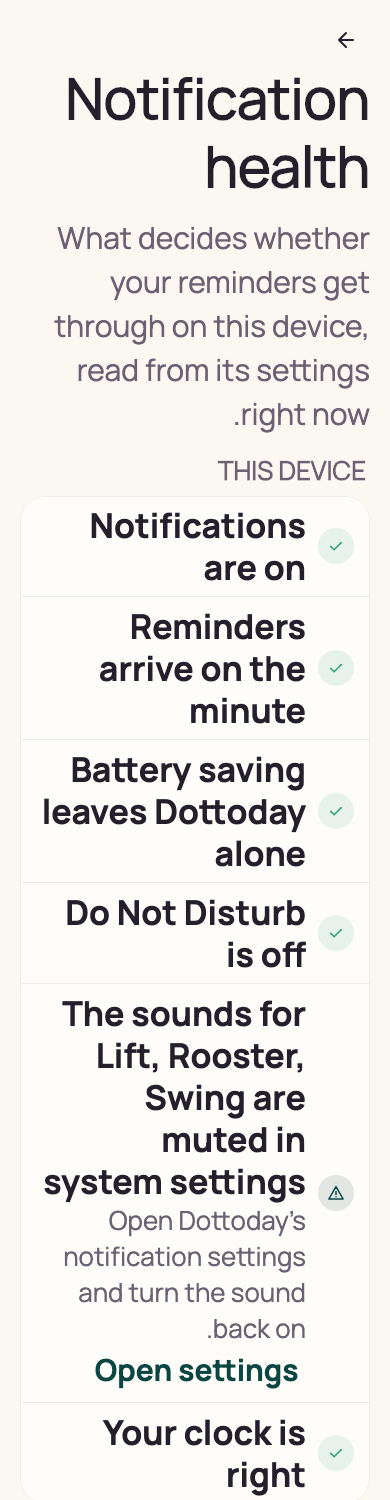 Notification
health
What decides whether
your reminders get
through on this device,
read from its settings
.right now
THIS DEVICE
Notifications
are on
Reminders
arrive on the
minute
Battery saving
leaves Dottoday
alone
Do Not Disturb
is off
The sounds for
Lift, Rooster,
Swing are
muted in
system settings
Open Dottoday's
notification settings
and turn the sound
.back on
Open settings
Your clock is
right